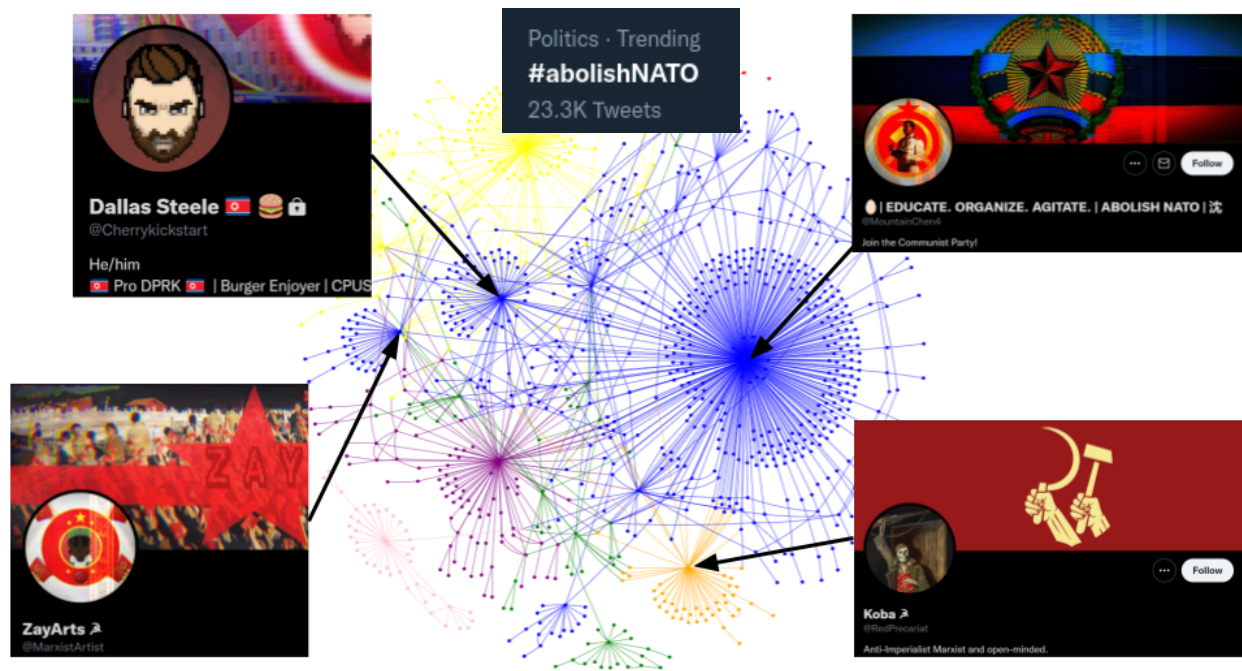 Politics · Trending
#abolishNATO
23.3K Tweets
Dallas Steele 🇰🇵 🍔 🔒
@Cherrykickstart
He/him
🇰🇵 Pro DPRK 🇰🇵 | Burger Enjoyer | CPUS
Follow
🥚| EDUCATE. ORGANIZE. AGITATE. | ABOLISH NATO | 沈
@MountainChen4
Join the Communist Party!
ZAY
ZayArts ☭
@MarxistArtist
Follow
Koba ☭
@RedPrecariat
Anti-Imperialist Marxist and open-minded.